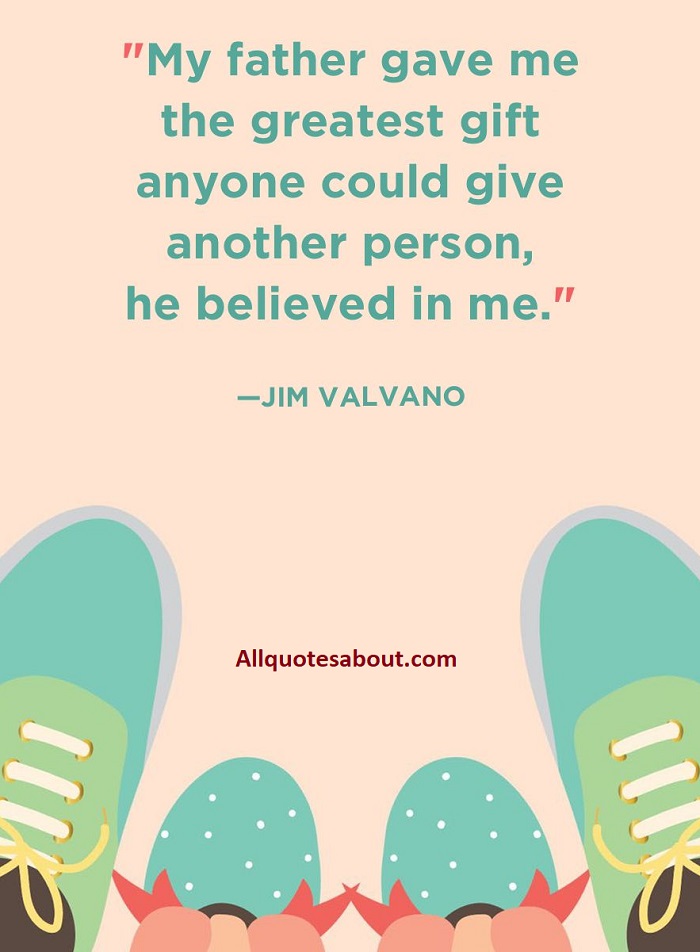 "My father gave me
the greatest gift
anyone could give
another person,
he believed in me."
—JIM VALVANO
Allquotesabout.com